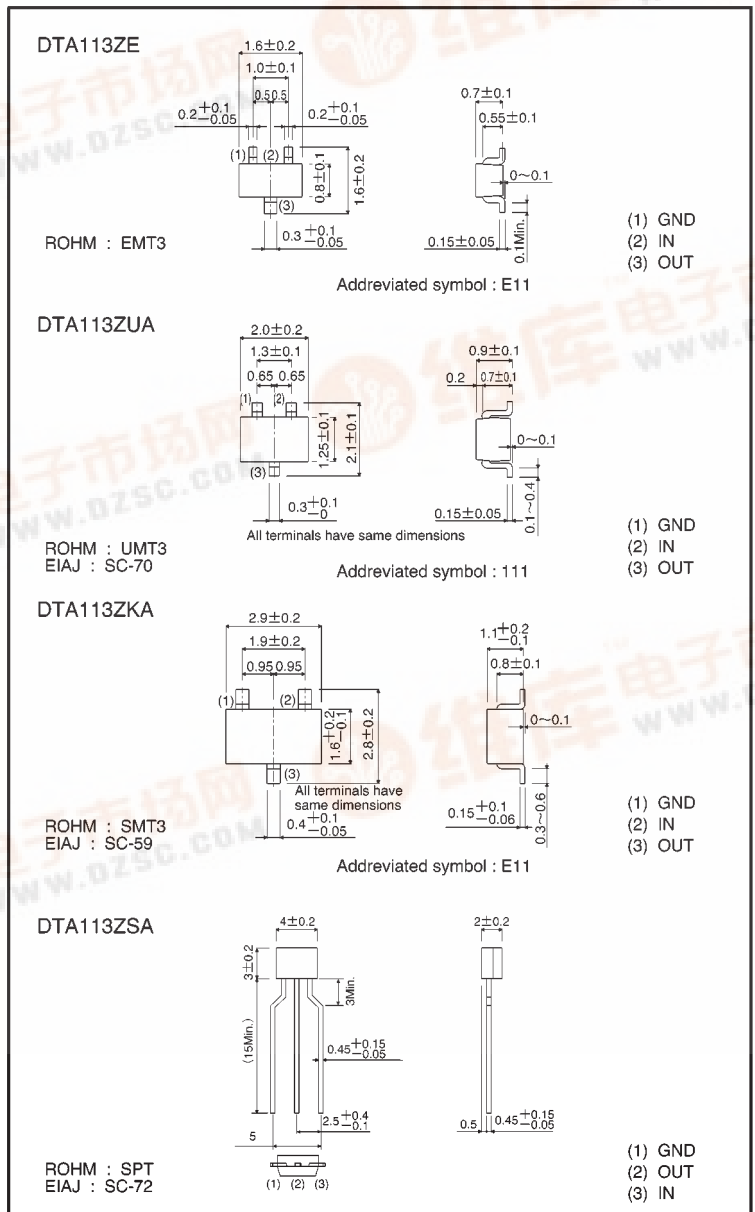 DTA113ZE
1.6±0.2
1.0±0.1
0.5 0.5
0.2+0.1 −0.05
0.2+0.1 −0.05
(1) (2)
(3)
0.8±0.1
1.6±0.2
0.3+0.1 −0.05
0.7±0.1
0.55±0.1
0~0.1
0.15±0.05
0.1Min.
ROHM : EMT3
(1) GND
(2) IN
(3) OUT
Addreviated symbol : E11
DTA113ZUA
2.0±0.2
1.3±0.1
0.65 0.65
(1) (2)
(3)
1.25±0.1
2.1±0.1
0.3+0.1 −0
All terminals have same dimensions
0.9±0.1
0.2 0.7±0.1
0~0.1
0.15±0.05
0.1~0.4
ROHM : UMT3
EIAJ : SC-70
(1) GND
(2) IN
(3) OUT
Addreviated symbol : 111
DTA113ZKA
2.9±0.2
1.9±0.2
0.95 0.95
(1) (2)
(3)
1.6+0.2 −0.1
2.8±0.2
All terminals have
same dimensions
0.4+0.1 −0.05
1.1+0.2 −0.1
0.8±0.1
0~0.1
0.15+0.1 −0.06
0.3~0.6
ROHM : SMT3
EIAJ : SC-59
(1) GND
(2) IN
(3) OUT
Addreviated symbol : E11
DTA113ZSA
4±0.2
3±0.2
(15Min.)
3Min.
0.45+0.15 −0.05
2.5+0.4 −0.1
5
(1) (2) (3)
2±0.2
0.5
0.45+0.15 −0.05
ROHM : SPT
EIAJ : SC-72
(1) GND
(2) OUT
(3) IN
维库电子市场网
WWW.DZSC.COM